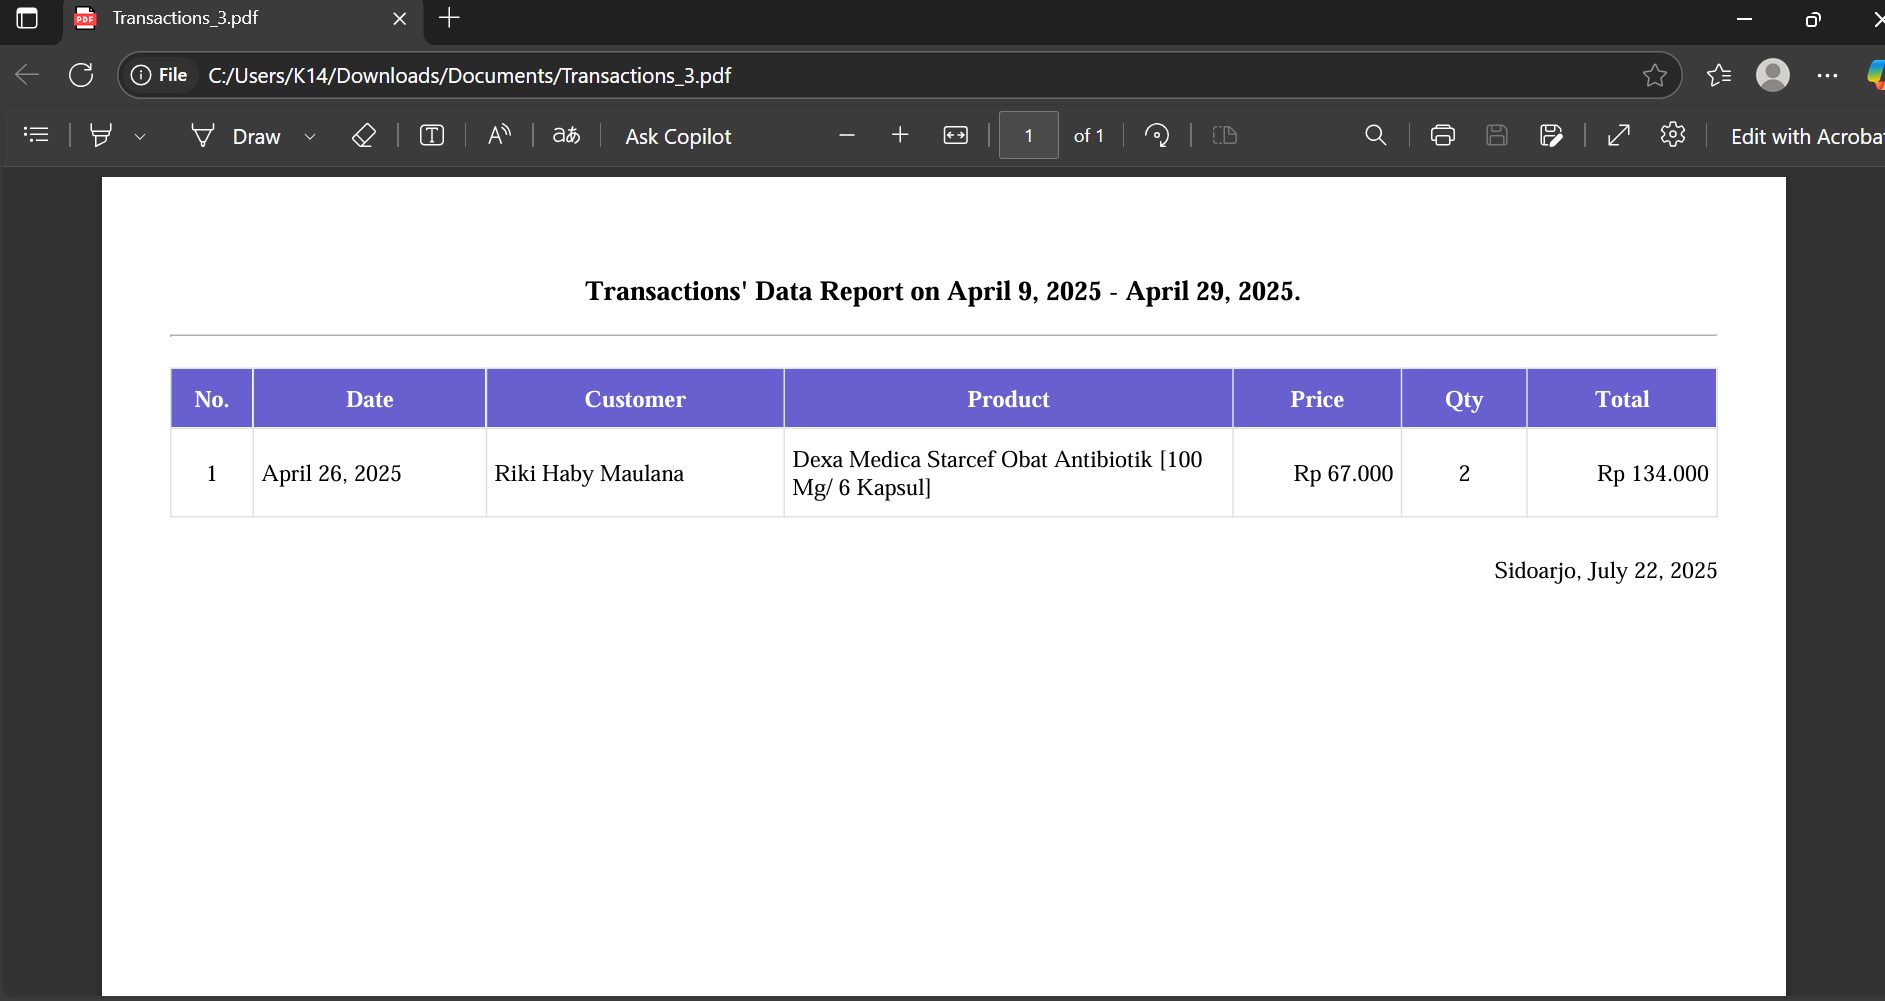 Transactions_3.pdf
File C:/Users/K14/Downloads/Documents/Transactions_3.pdf
Draw Ask Copilot 1 of 1 Edit with Acroba
Transactions' Data Report on April 9, 2025 - April 29, 2025.
No. Date Customer Product Price Qty Total
1 April 26, 2025 Riki Haby Maulana Dexa Medica Starcef Obat Antibiotik [100 Rp 67.000 2 Rp 134.000
Mg/ 6 Kapsul]
Sidoarjo, July 22, 2025